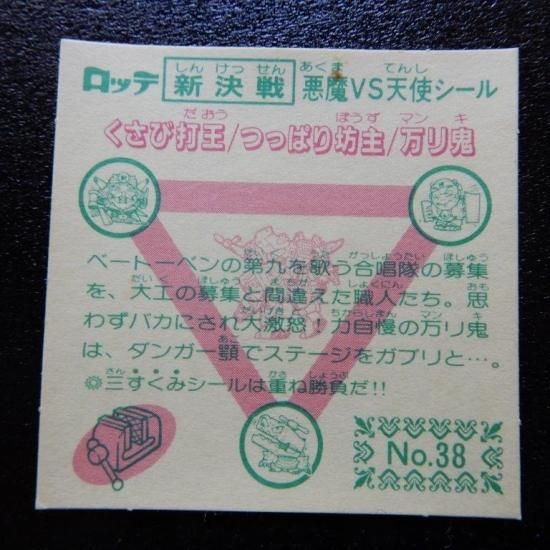 ロッテ 新決戦 悪魔VS天使シール
くさび打王/つっぱり坊主/万リ鬼
ベートーベンの第九を歌う合唱隊の募集
を、大工の募集と間違えた職人たち。思
わずバカにされ大激怒!力自慢の万リ鬼
は、ダンガー顎でステージをガブリと…。
◎三すくみシールは重ね勝負だ!!
No.38